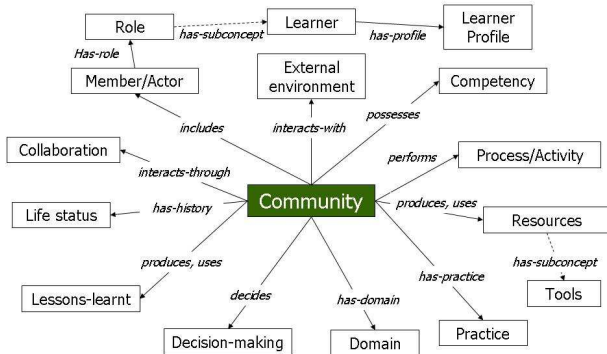 Role
has-subconcept
Learner
has-profile
Learner
Profile
Has-role
Member/Actor
External
environment
Competency
includes
interacts-with
possesses
Collaboration
interacts-through
performs
Process/Activity
Community
Life status
has-history
produces, uses
Resources
produces, uses
has-subconcept
Lessons-learnt
decides
has-domain
has-practice
Tools
Decision-making
Domain
Practice